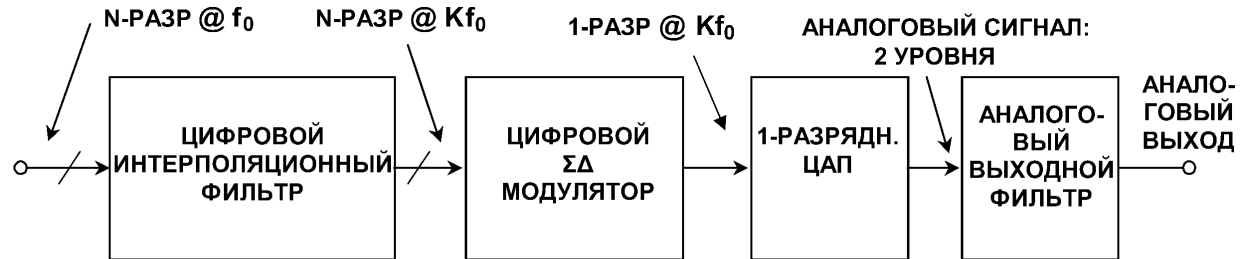 N-РАЗР @ f₀
N-РАЗР @ Kf₀
1-РАЗР @ Kf₀
АНАЛОГОВЫЙ СИГНАЛ:
2 УРОВНЯ
ЦИФРОВОЙ
ИНТЕРПОЛЯЦИОННЫЙ
ФИЛЬТР
ЦИФРОВОЙ
ΣΔ
МОДУЛЯТОР
1-РАЗРЯДН.
ЦАП
АНАЛОГО-
ВЫЙ
ВЫХОДНОЙ
ФИЛЬТР
АНАЛО-
ГОВЫЙ
ВЫХОД